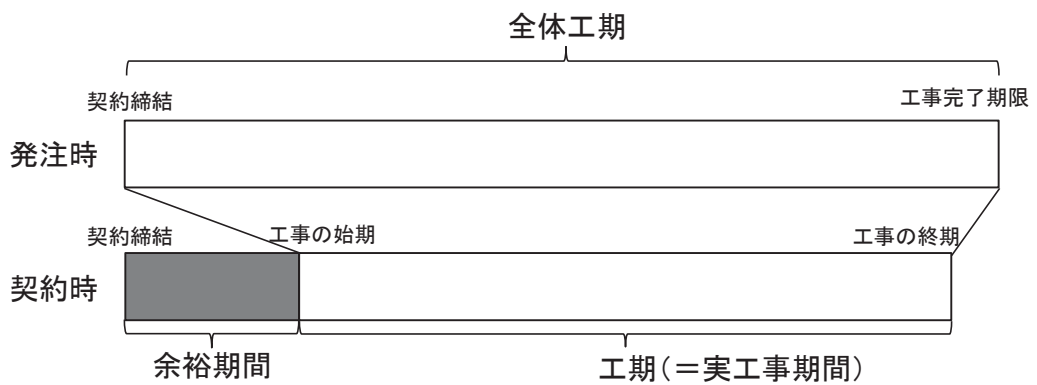 全体工期
契約締結
工事完了期限
発注時
契約締結
工事の始期
工事の終期
契約時
余裕期間
工期(=実工事期間)